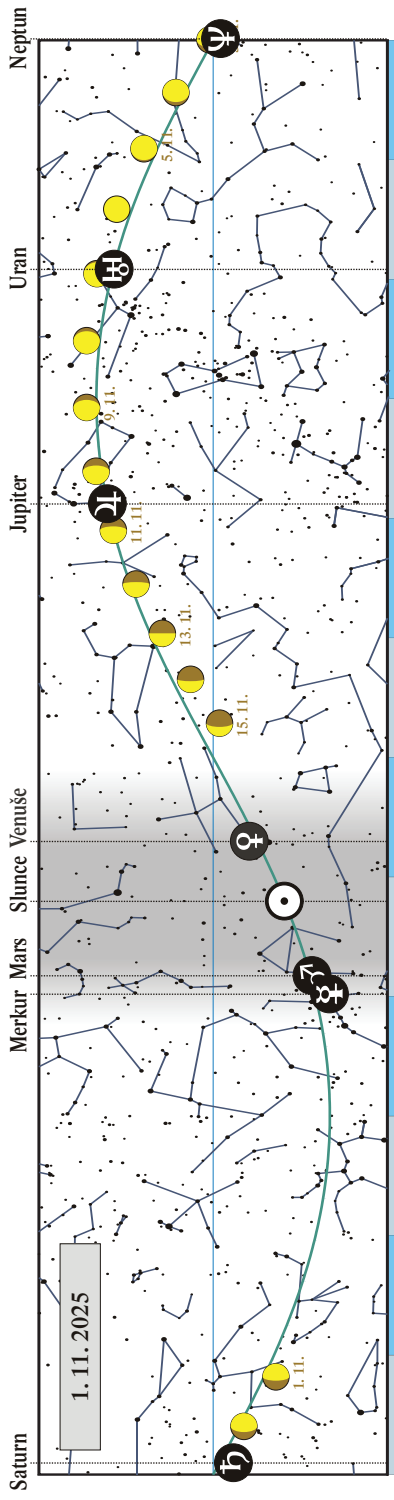 Saturn
Merkur
Mars
Slunce
Venuše
Jupiter
Uran
Neptun
1. 11. 2025
1. 11.
15. 11.
13. 11.
11. 11.
9. 11.
5. 11.